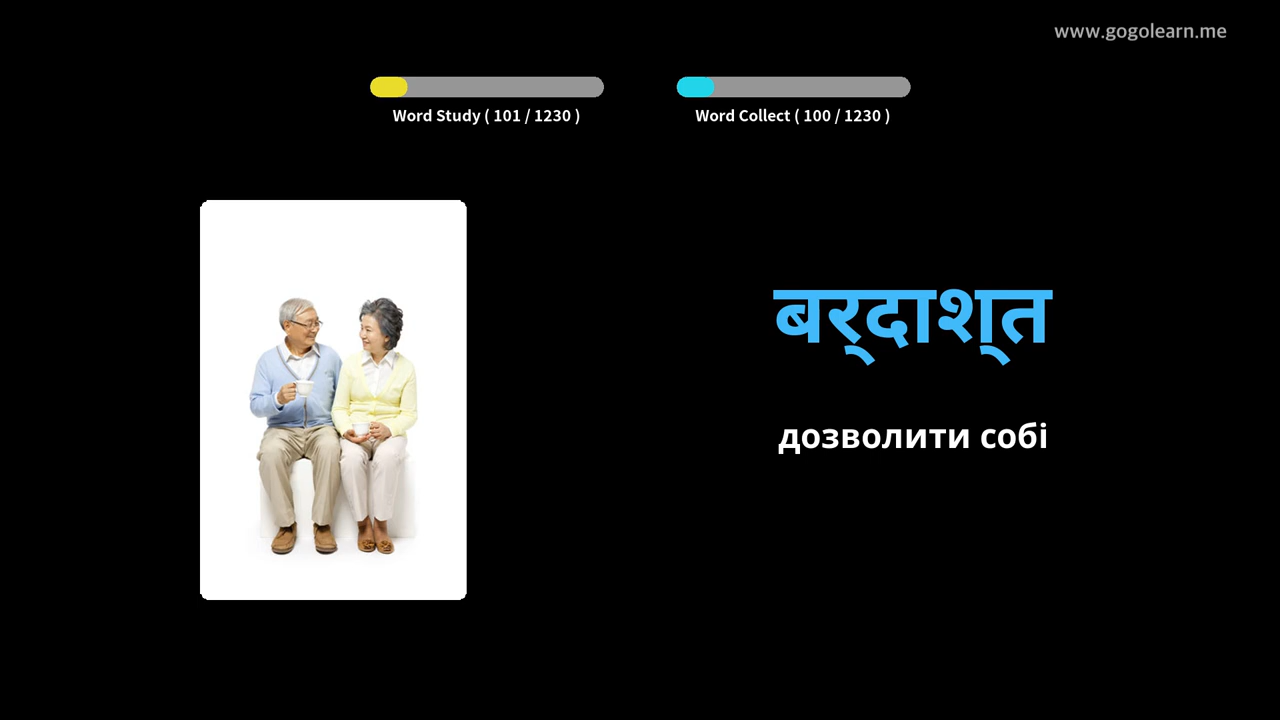 www.gogolearn.me
Word Study ( 101 / 1230 )
Word Collect ( 100 / 1230 )
बर्‌दाश्‌त
дозволити собі